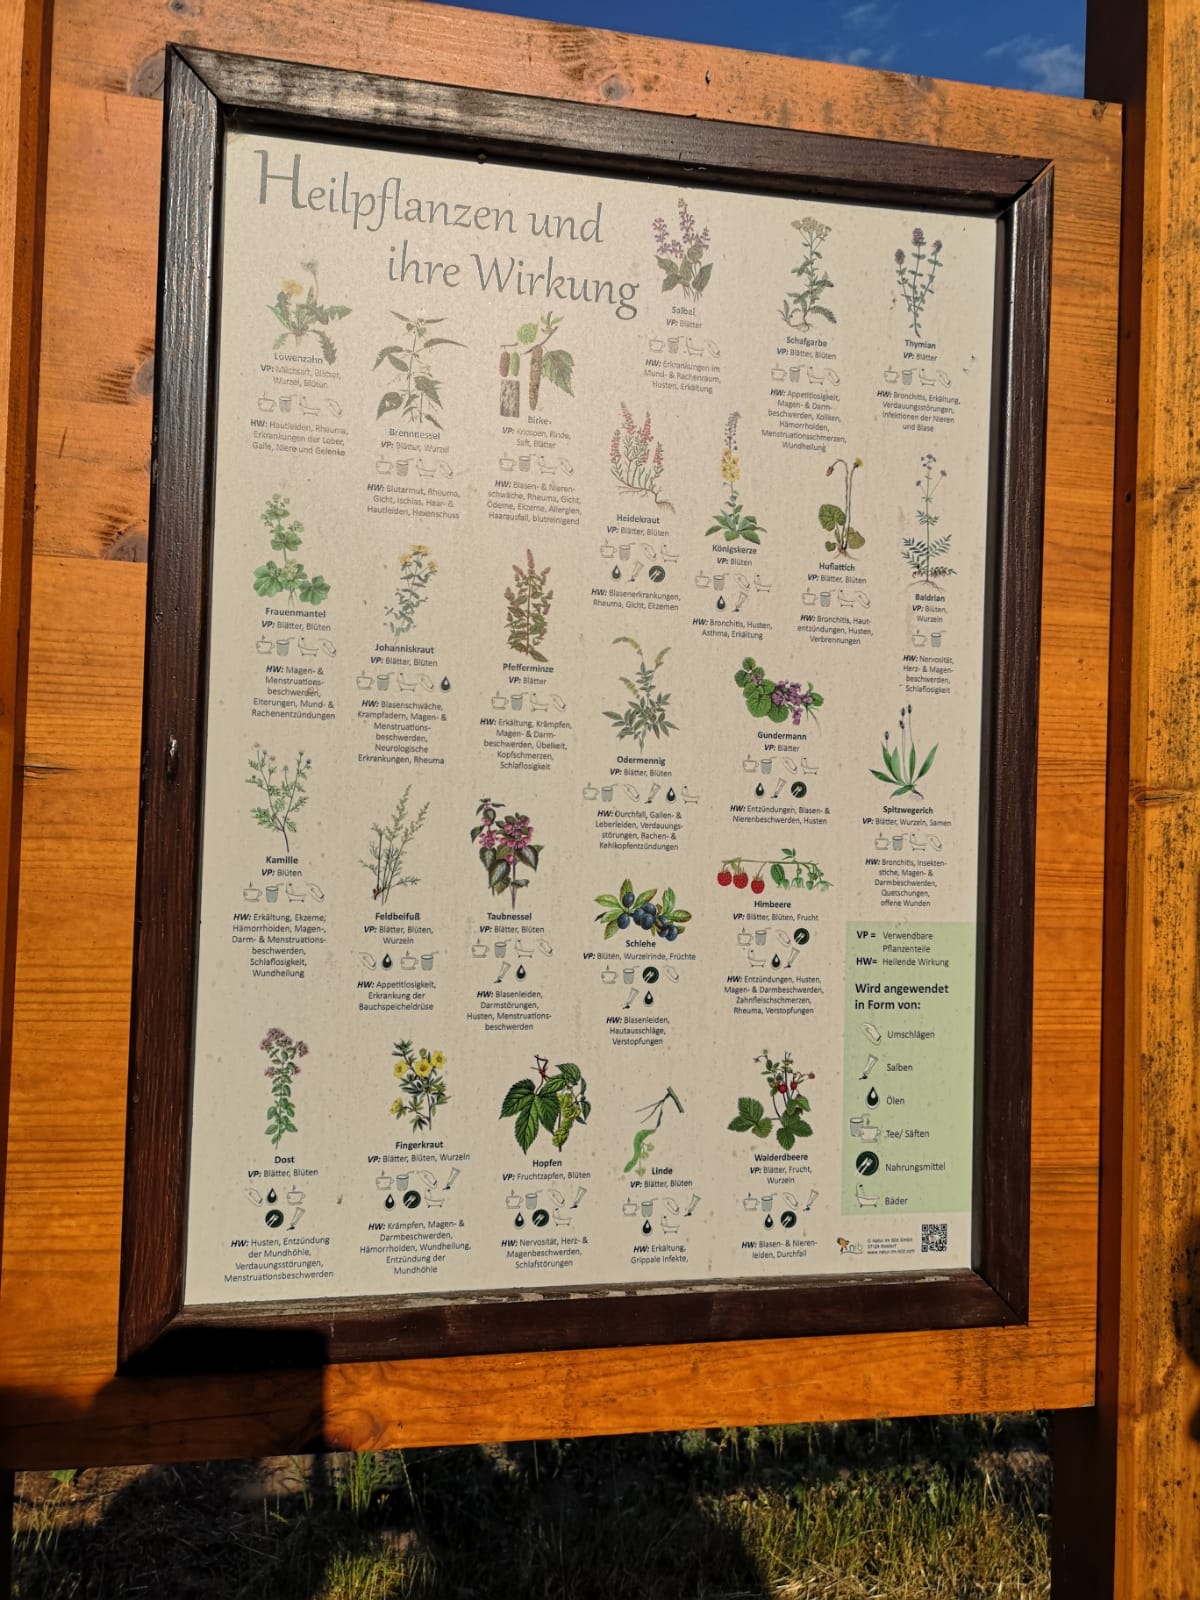 Heilpflanzen und
ihre Wirkung
Salbei
VP: Blätter
HW: Erkrankungen im
Mund- & Rachenraum,
Husten, Erkältung
Schafgarbe
VP: Blätter, Blüten
HW: Appetitlosigkeit,
Magen- & Darm-
beschwerden, Koliken,
Hämorrhoiden,
Menstruationsschmerzen,
Wundheilung
Thymian
VP: Blätter
HW: Bronchitis, Erkältung,
Verdauungsstörungen,
Infektionen der Nieren
und Blase
Löwenzahn
VP: Milchsaft, Blätter,
Wurzel, Blüten
HW: Hautleiden, Rheuma,
Erkrankungen der Leber,
Galle, Niere und Gelenke
Brennnessel
VP: Blätter, Wurzel
HW: Blutarmut, Rheuma,
Gicht, Ischias, Haar- &
Hautleiden, Hexenschuss
Birke
VP: Knospen, Rinde,
Saft, Blätter
HW: Blasen- & Nieren-
schwäche, Rheuma, Gicht,
Ödeme, Ekzeme, Allergien,
Haarausfall, blutreinigend
Heidekraut
VP: Blätter, Blüten
HW: Blasenerkrankungen,
Rheuma, Gicht, Ekzemen
Königskerze
VP: Blüten
HW: Bronchitis, Husten,
Asthma, Erkältung
Huflattich
VP: Blätter, Blüten
HW: Bronchitis, Haut-
entzündungen, Husten,
Verbrennungen
Baldrian
VP: Blüten,
Wurzeln
HW: Nervosität,
Herz- & Magen-
beschwerden,
Schlaflosigkeit
Frauenmantel
VP: Blätter, Blüten
HW: Magen- &
Menstruations-
beschwerden,
Eiterungen, Mund- &
Rachenentzündungen
Johanniskraut
VP: Blätter, Blüten
HW: Blasenschwäche,
Krampfadern, Magen- &
Menstruations-
beschwerden,
Neurologische
Erkrankungen, Rheuma
Pfefferminze
VP: Blätter
HW: Erkältung, Krämpfen,
Magen- & Darm-
beschwerden, Übelkeit,
Kopfschmerzen,
Schlaflosigkeit
Odermennig
VP: Blätter, Blüten
HW: Durchfall, Gallen- &
Leberleiden, Verdauungs-
störungen, Rachen- &
Kehlkopfentzündungen
Gundermann
VP: Blätter
HW: Entzündungen, Blasen- &
Nierenbeschwerden, Husten
Spitzwegerich
VP: Blätter, Wurzeln, Samen
HW: Bronchitis, Insekten-
stiche, Magen- &
Darmbeschwerden,
Quetschungen,
offene Wunden
Kamille
VP: Blüten
HW: Erkältung, Ekzeme,
Hämorrhoiden, Magen-,
Darm- & Menstruations-
beschwerden,
Schlaflosigkeit,
Wundheilung
Feldbeifuß
VP: Blätter, Blüten,
Wurzeln
HW: Appetitlosigkeit,
Erkrankung der
Bauchspeicheldrüse
Taubnessel
VP: Blätter, Blüten
HW: Blasenleiden,
Darmstörungen,
Husten, Menstruations-
beschwerden
Schlehe
VP: Blüten, Wurzelrinde, Früchte
HW: Blasenleiden,
Hautausschläge,
Verstopfungen
Himbeere
VP: Blätter, Blüten, Frucht
HW: Entzündungen, Husten,
Magen- & Darmbeschwerden,
Zahnfleischschmerzen,
Rheuma, Verstopfungen
VP = Verwendbare
Pflanzenteile
HW= Heilende Wirkung
Wird angewendet
in Form von:
Umschlägen
Salben
Ölen
Tee/ Säften
Nahrungsmittel
Bäder
Dost
VP: Blätter, Blüten
HW: Husten, Entzündung
der Mundhöhle,
Verdauungsstörungen,
Menstruationsbeschwerden
Fingerkraut
VP: Blätter, Blüten, Wurzeln
HW: Krämpfen, Magen- &
Darmbeschwerden,
Hämorrhoiden, Wundheilung,
Entzündung der
Mundhöhle
Hopfen
VP: Fruchtzapfen, Blüten
HW: Nervosität, Herz- &
Magenbeschwerden,
Schlafstörungen
Linde
VP: Blätter, Blüten
HW: Erkältung,
Grippale Infekte,
Walderdbeere
VP: Blätter, Frucht,
Wurzeln
HW: Blasen- & Nieren-
leiden, Durchfall
nib
© Natur im Bild GmbH
www.natur-im-bild.com